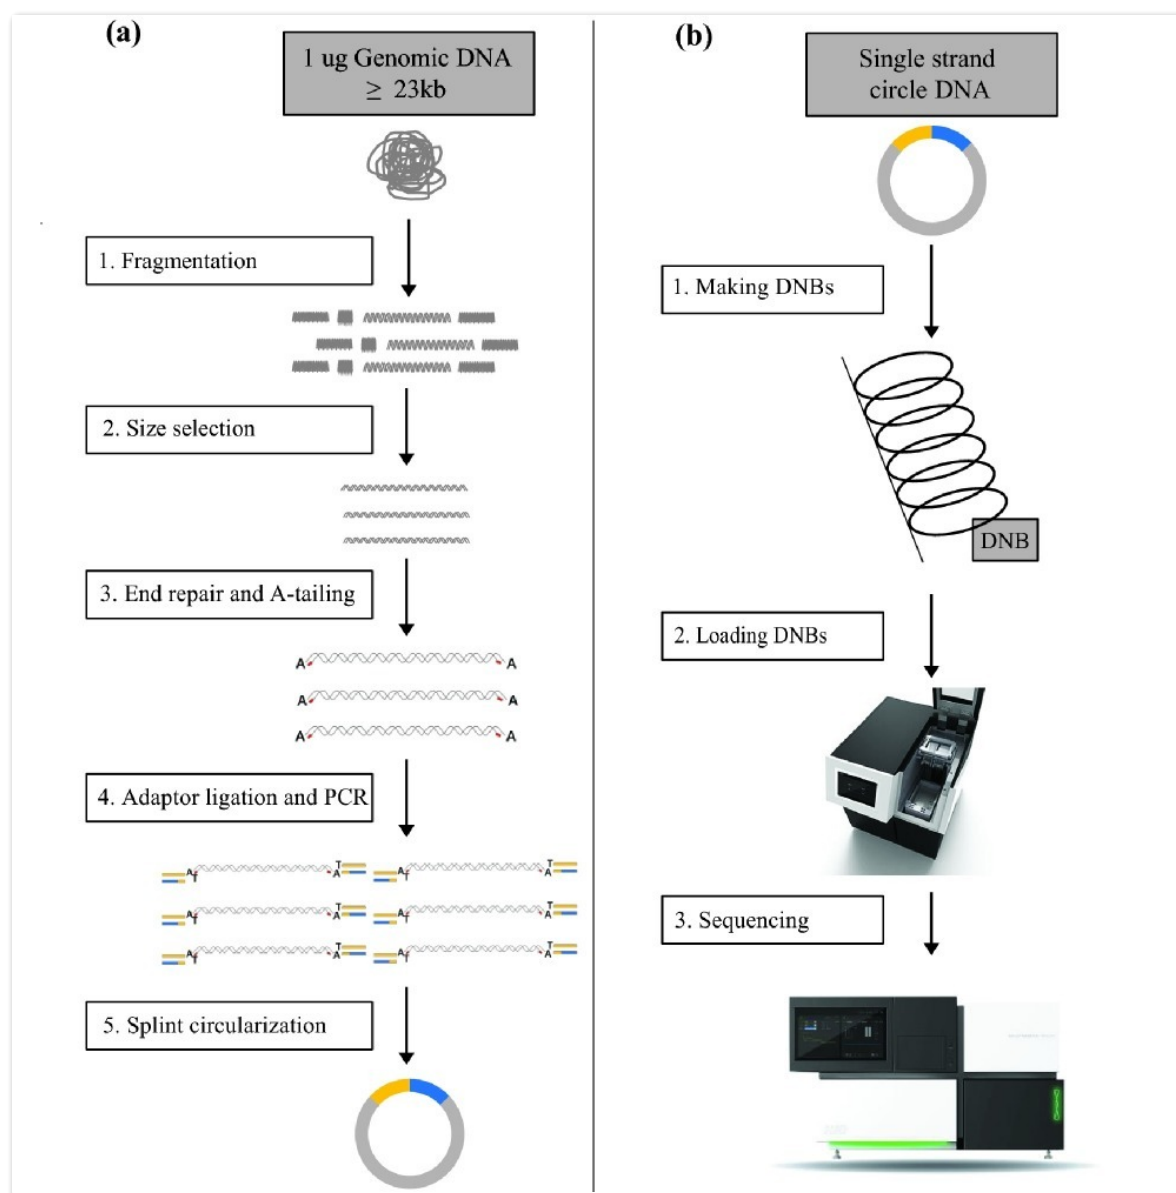 (a)
1 ug Genomic DNA
≥ 23kb
1. Fragmentation
2. Size selection
3. End repair and A-tailing
A A
A A
A A
4. Adaptor ligation and PCR
A T T A A T T A
A T T A A T T A
A T T A A T T A
5. Splint circularization
(b)
Single strand
circle DNA
1. Making DNBs
DNB
2. Loading DNBs
3. Sequencing